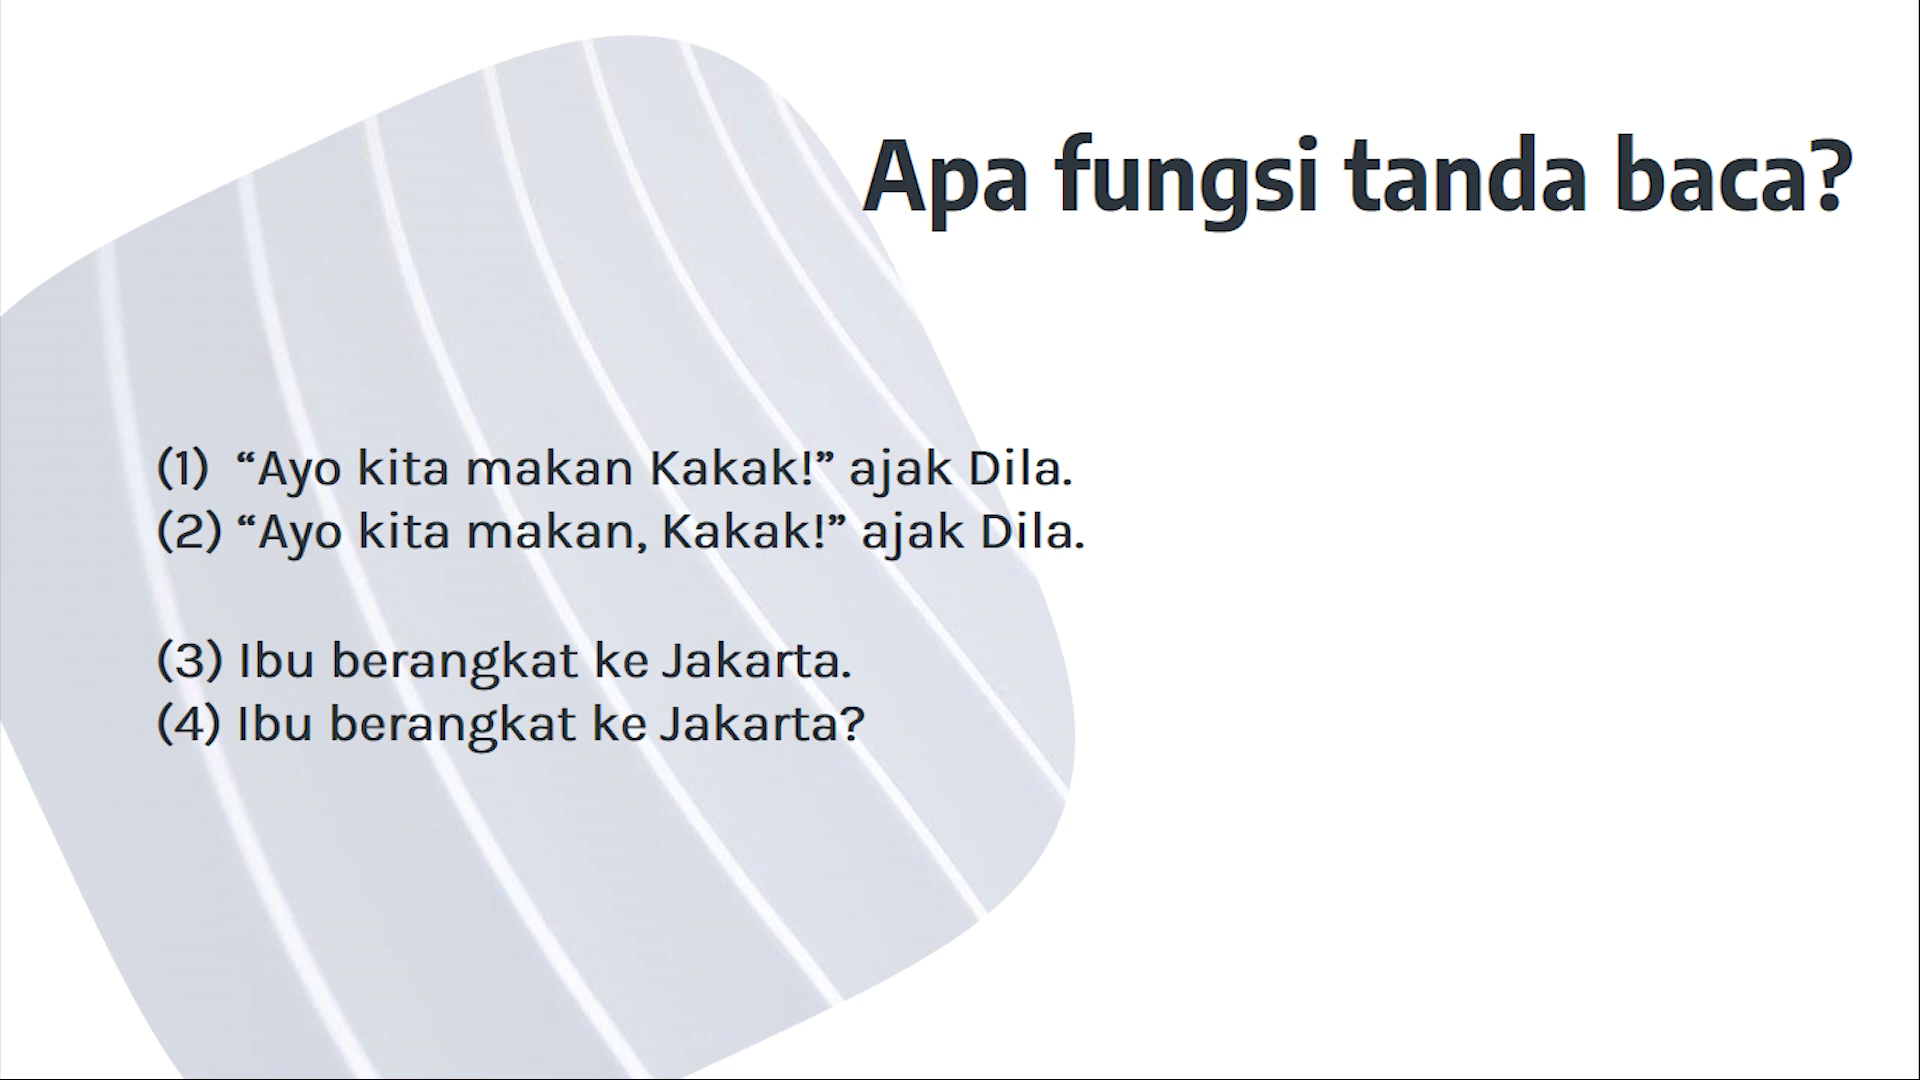 Apa fungsi tanda baca?
(1) “Ayo kita makan Kakak!” ajak Dila.
(2) “Ayo kita makan, Kakak!” ajak Dila.
(3) Ibu berangkat ke Jakarta.
(4) Ibu berangkat ke Jakarta?